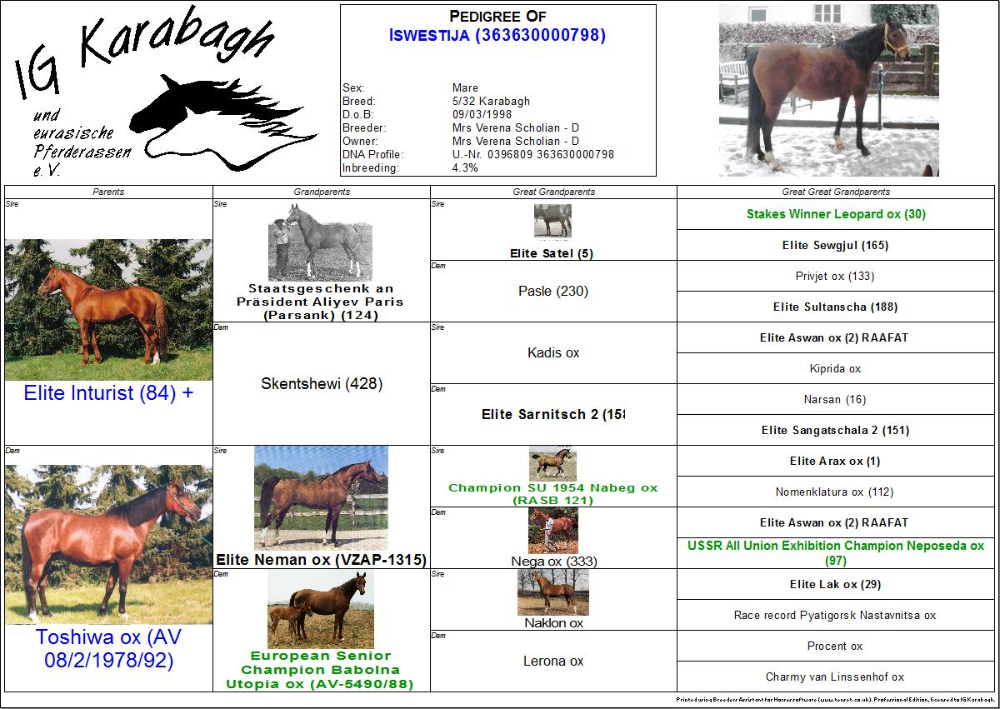 IG Karabagh
und
eurasische
Pferderassen
e. V.
PEDIGREE OF
ISWESTIJA (363630000798)
Sex: Mare
Breed: 5/32 Karabagh
D.o.B: 09/03/1998
Breeder: Mrs Verena Scholian - D
Owner: Mrs Verena Scholian - D
DNA Profile: U.-Nr. 0396809 363630000798
Inbreeding: 4.3%
Parents
Grandparents
Great Grandparents
Great Great Grandparents
Sire
Elite Inturist (84) +
Dam
Toshiwa ox (AV
08/2/1978/92)
Sire
Staatsgeschenk an
Präsident Aliyev Paris
(Parsank) (124)
Dam
Skentshewi (428)
Sire
Elite Neman ox (VZAP-1315)
Dam
European Senior
Champion Babolna
Utopia ox (AV-5490/88)
Sire
Elite Satel (5)
Dam
Pasle (230)
Sire
Kadis ox
Dam
Elite Sarnitsch 2 (158
Sire
Champion SU 1954 Nabeg ox
(RASB 121)
Dam
Nega ox (333)
Sire
Naklon ox
Dam
Lerona ox
Stakes Winner Leopard ox (30)
Elite Sewgjul (165)
Privjet ox (133)
Elite Sultanscha (188)
Elite Aswan ox (2) RAAFAT
Kiprida ox
Narsan (16)
Elite Sangatschala 2 (151)
Elite Arax ox (1)
Nomenklatura ox (112)
Elite Aswan ox (2) RAAFAT
USSR All Union Exhibition Champion Neposeda ox
(97)
Elite Lak ox (29)
Race record Pyatigorsk Nastavnitsa ox
Procent ox
Charmy van Linssenhof ox
Printed using Breeders Assistant for Horses software (www.tenset.co.uk). Professional Edition, licensed to IG Karabagh.